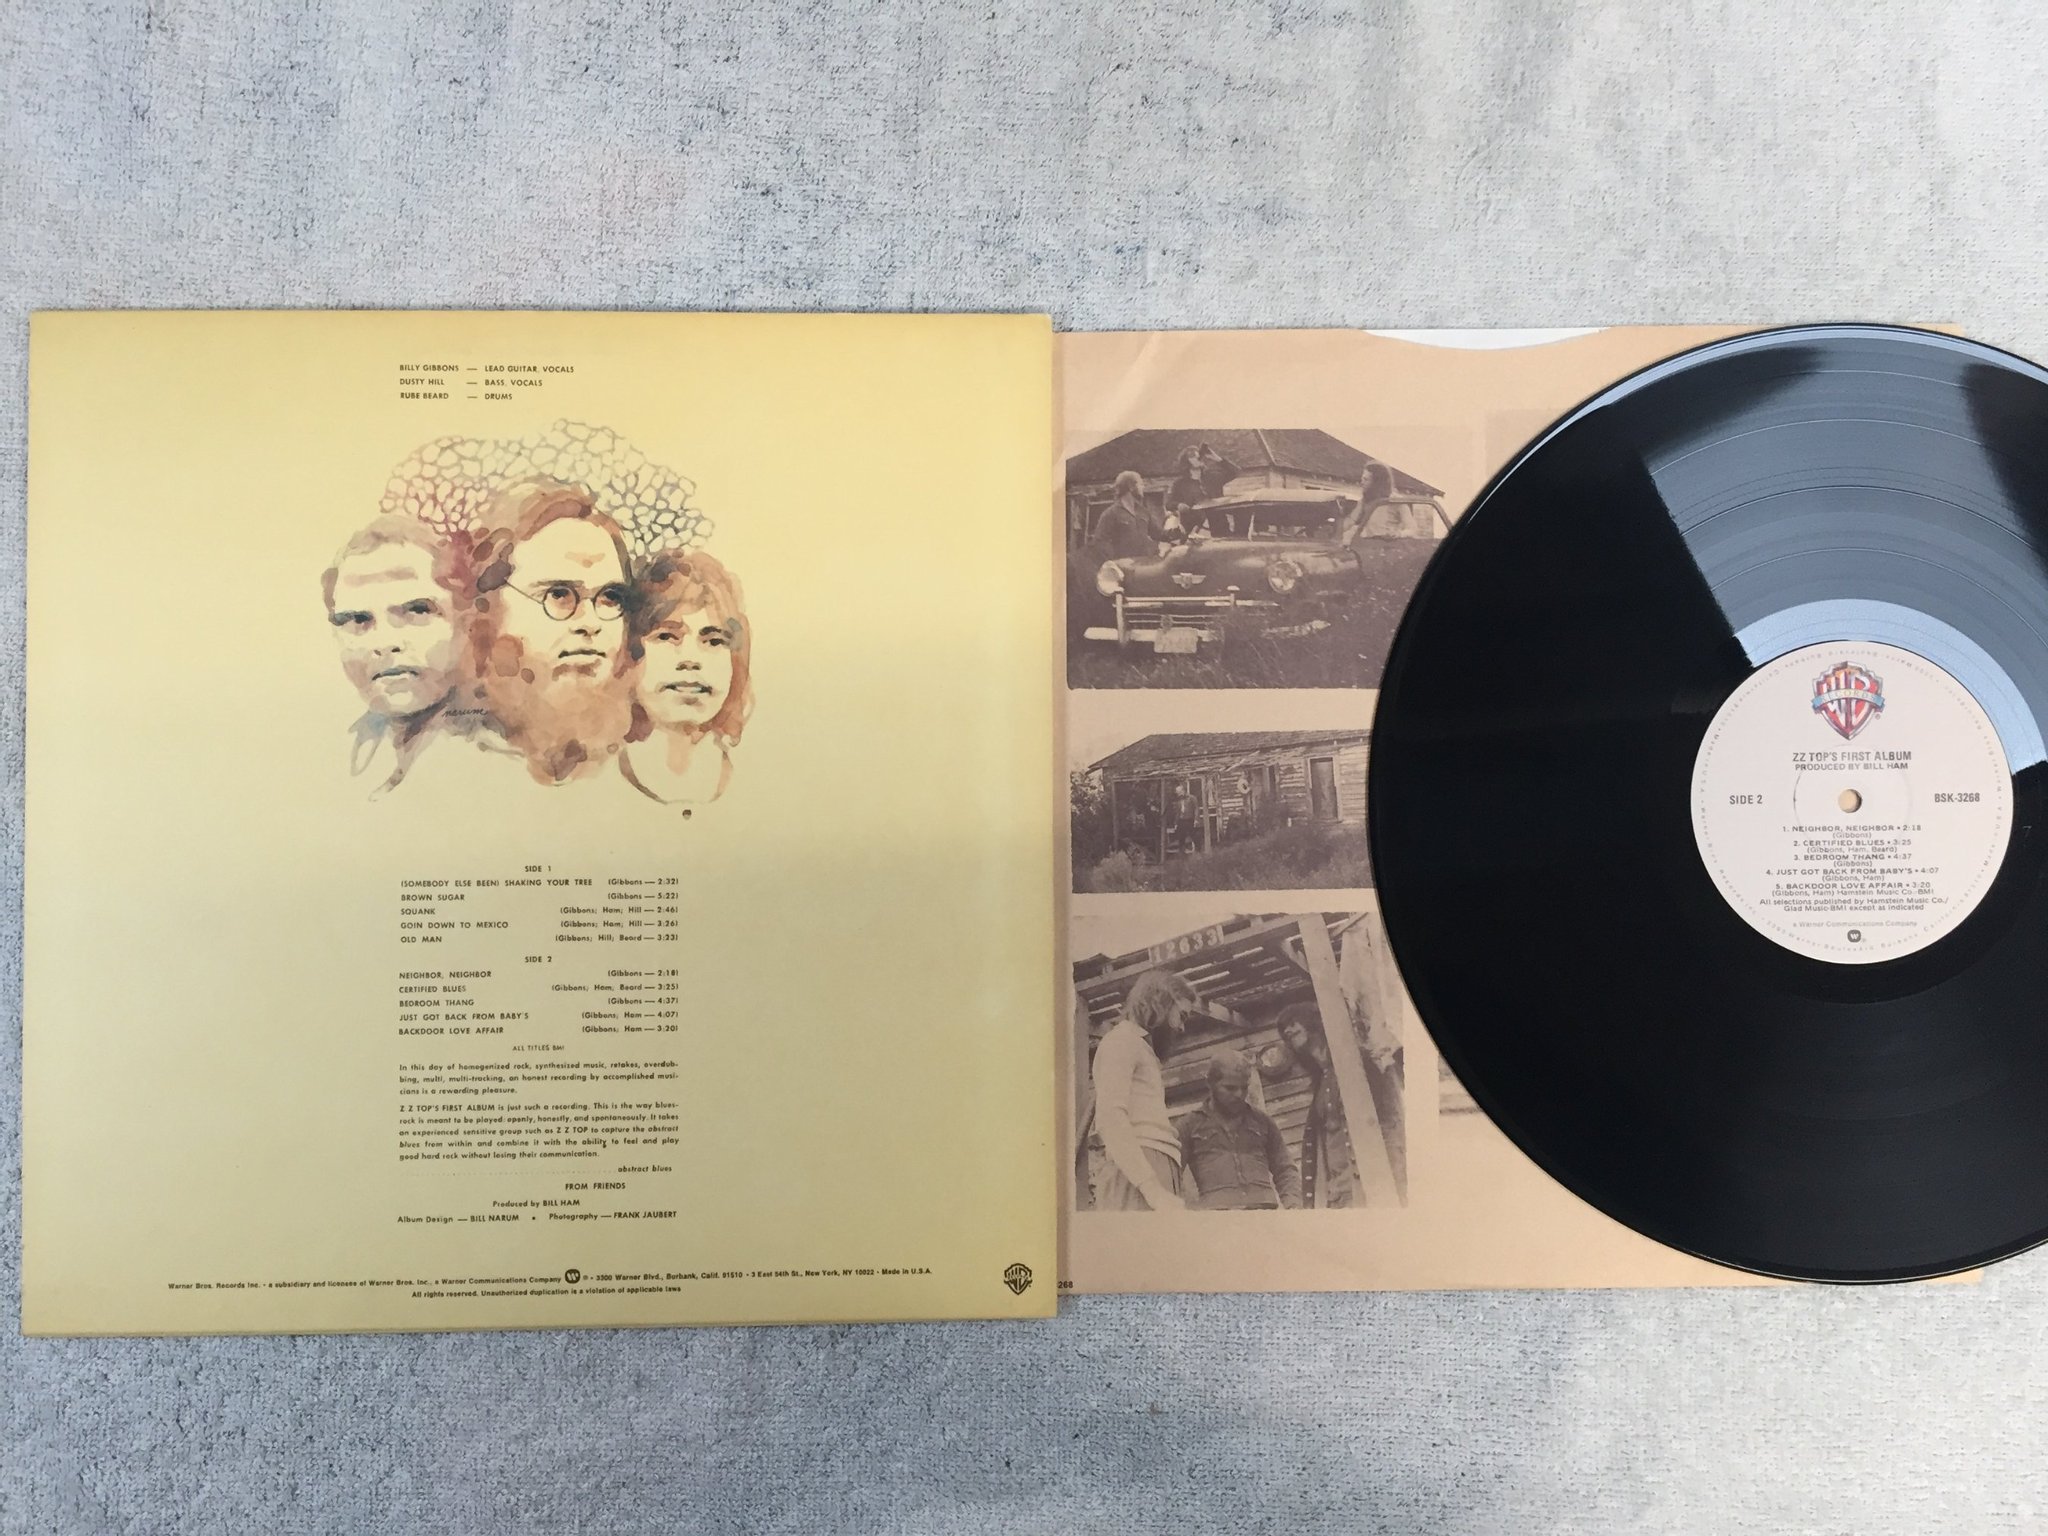 BILLY GIBBONS — LEAD GUITAR, VOCALS
DUSTY HILL — BASS, VOCALS
RUBE BEARD — DRUMS
narum
SIDE 1
(SOMEBODY ELSE BEEN) SHAKING YOUR TREE (Gibbons — 2:32)
BROWN SUGAR (Gibbons — 5:22)
SQUANK (Gibbons; Ham; Hill — 2:46)
GOIN DOWN TO MEXICO (Gibbons; Ham; Hill — 3:26)
OLD MAN (Gibbons; Hill; Beard — 3:23)
SIDE 2
NEIGHBOR, NEIGHBOR (Gibbons — 2:18)
CERTIFIED BLUES (Gibbons; Ham; Beard — 3:25)
BEDROOM THANG (Gibbons — 4:37)
JUST GOT BACK FROM BABY'S (Gibbons; Ham — 4:07)
BACKDOOR LOVE AFFAIR (Gibbons; Ham — 3:20)
ALL TITLES BMI
In this day of homogenized rock, synthesized music, retakes, overdub-
bing, multi, multi-tracking, an honest recording by accomplished musi-
cians is a rewarding pleasure.
Z Z TOP'S FIRST ALBUM is just such a recording. This is the way blues-
rock is meant to be played: openly, honestly, and spontaneously. It takes
an experienced sensitive group such as Z Z TOP to capture the abstract
blues from within and combine it with the ability to feel and play
good hard rock without losing their communication.
abstract blues
FROM FRIENDS
Produced by BILL HAM
Album Design — BILL NARUM • Photography — FRANK JAUBERT
Warner Bros. Records Inc. • a subsidiary and licensee of Warner Bros. Inc., a Warner Communications Company ® • 3300 Warner Blvd., Burbank, Calif. 91510 • 3 East 54th St., New York, NY 10022 • Made in U.S.A.
All rights reserved. Unauthorized duplication is a violation of applicable laws
268
H2633
RECORDS
ZZ TOP'S FIRST ALBUM
PRODUCED BY BILL HAM
SIDE 2 BSK-3268
1. NEIGHBOR, NEIGHBOR • 2:18
(Gibbons)
2. CERTIFIED BLUES • 3:25
(Gibbons, Ham, Beard)
3. BEDROOM THANG • 4:37
(Gibbons)
4. JUST GOT BACK FROM BABY'S • 4:07
(Gibbons, Ham)
5. BACKDOOR LOVE AFFAIR • 3:20
(Gibbons, Ham) Hamstein Music Co.-BMI
All selections published by Hamstein Music Co./
Glad Music-BMI except as indicated
a Warner Communications Company